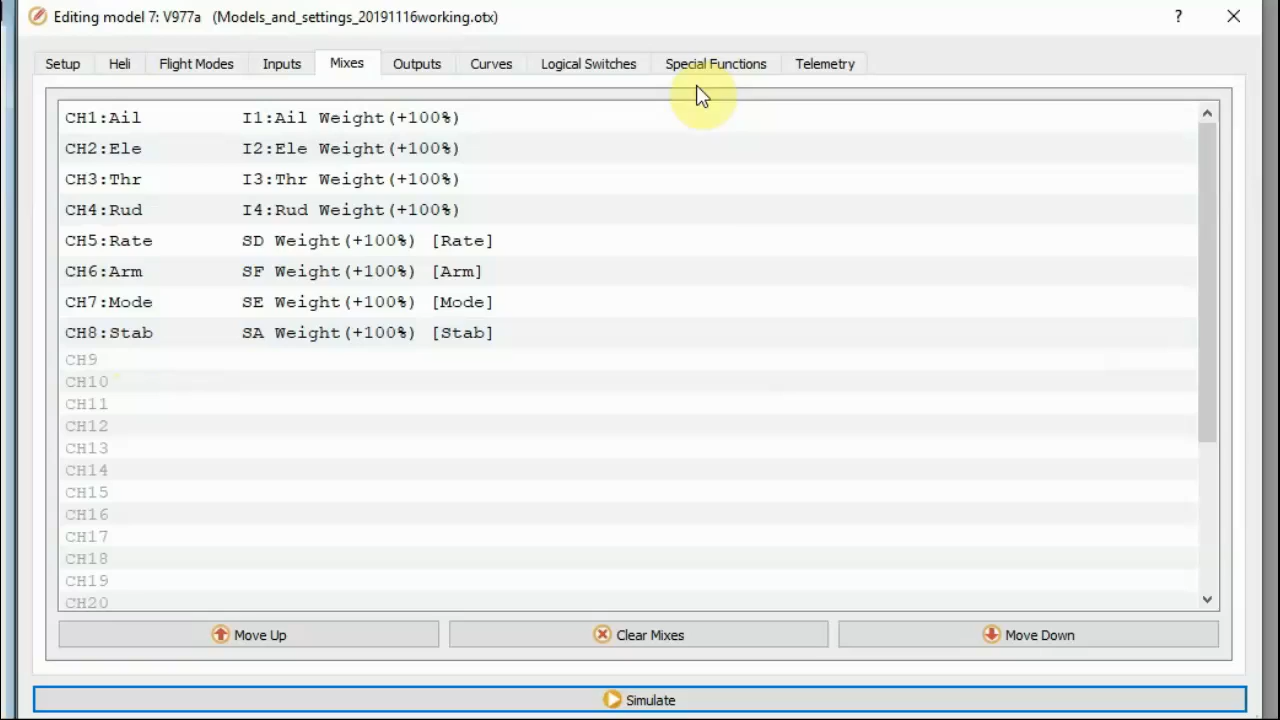 Editing model 7: V977a (Models_and_settings_20191116working.otx)
?
Setup Heli Flight Modes Inputs Mixes Outputs Curves Logical Switches Special Functions Telemetry
CH1:Ail I1:Ail Weight(+100%)
CH2:Ele I2:Ele Weight(+100%)
CH3:Thr I3:Thr Weight(+100%)
CH4:Rud I4:Rud Weight(+100%)
CH5:Rate SD Weight(+100%) [Rate]
CH6:Arm SF Weight(+100%) [Arm]
CH7:Mode SE Weight(+100%) [Mode]
CH8:Stab SA Weight(+100%) [Stab]
CH9
CH10
CH11
CH12
CH13
CH14
CH15
CH16
CH17
CH18
CH19
CH20
Move Up Clear Mixes Move Down
Simulate